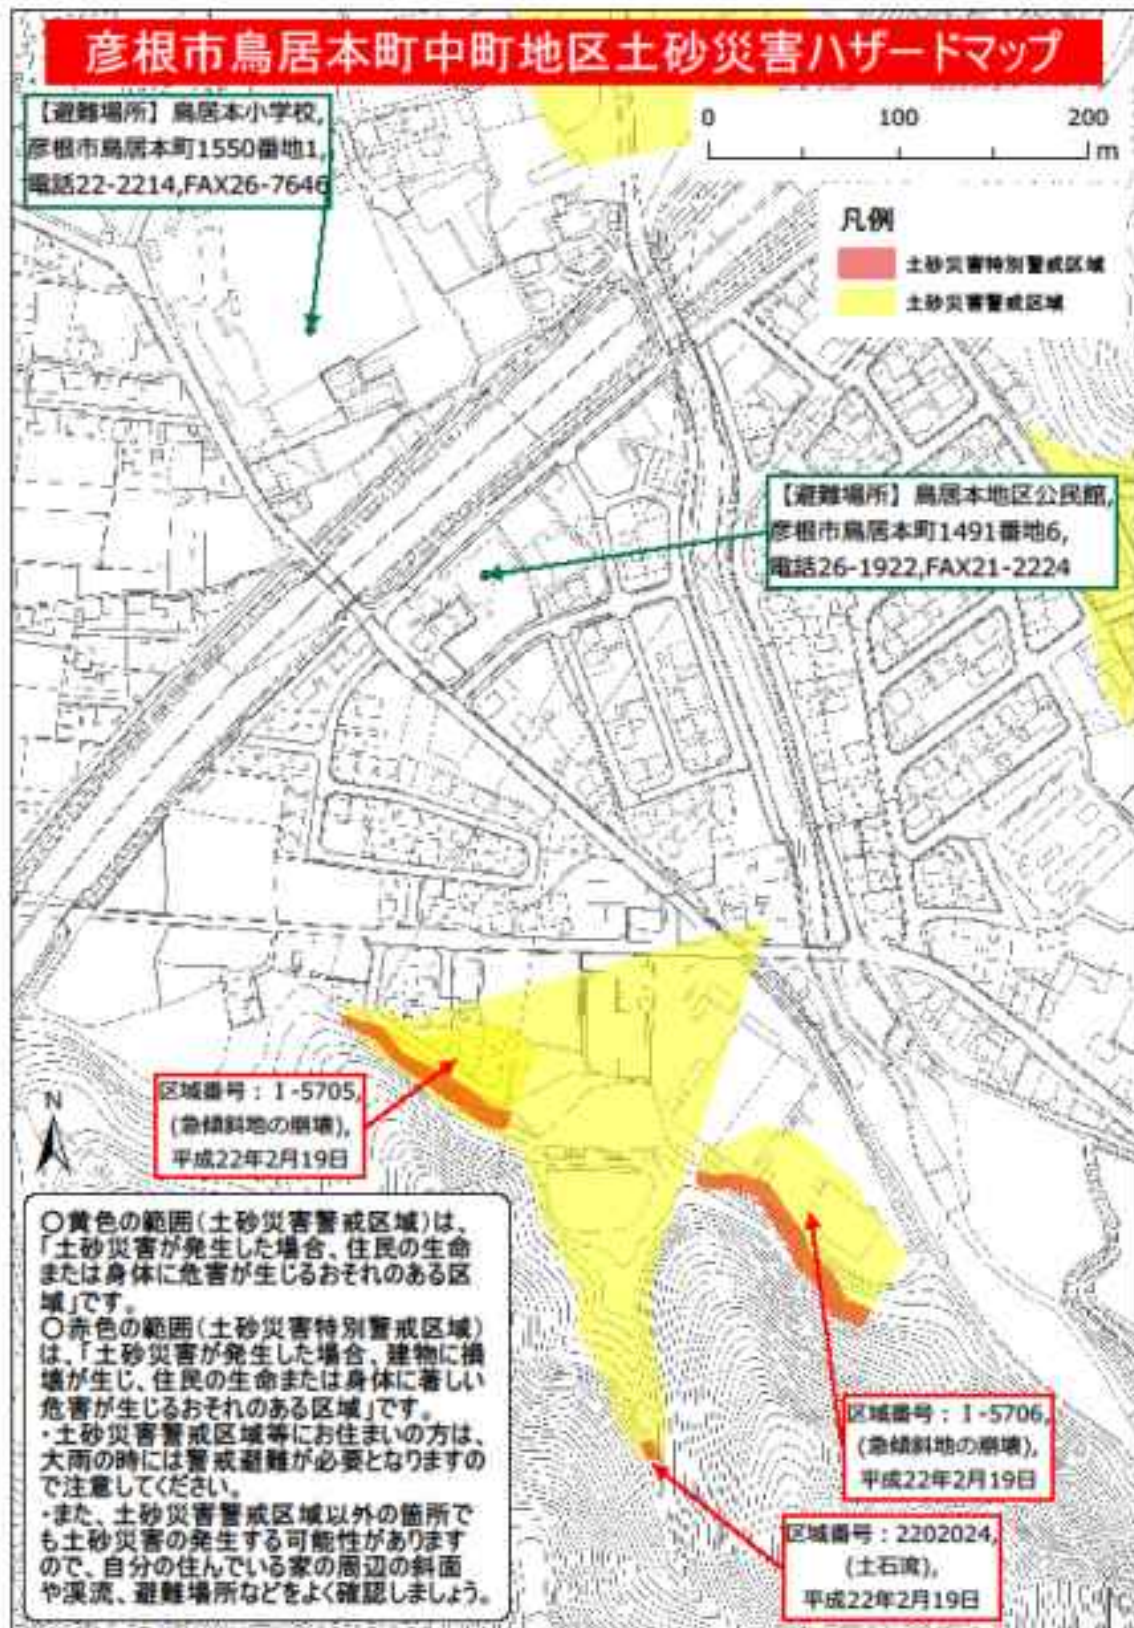 彦根市鳥居本町中町地区土砂災害ハザードマップ
【避難場所】鳥居本小学校,
彦根市鳥居本町1550番地1,
電話22-2214,FAX26-7646
0 100 200
m
凡例
土砂災害特別警戒区域
土砂災害警戒区域
【避難場所】鳥居本地区公民館,
彦根市鳥居本町1491番地6,
電話26-1922,FAX21-2224
区域番号：Ⅰ-5705,
(急傾斜地の崩壊),
平成22年2月19日
N
○黄色の範囲(土砂災害警戒区域)は、
「土砂災害が発生した場合、住民の生命
または身体に危害が生じるおそれのある区
域」です。
○赤色の範囲(土砂災害特別警戒区域)
は、「土砂災害が発生した場合、建物に損
壊が生じ、住民の生命または身体に著しい
危害が生じるおそれのある区域」です。
・土砂災害警戒区域等にお住まいの方は、
大雨の時には警戒避難が必要となりますの
で注意してください。
・また、土砂災害警戒区域以外の箇所で
も土砂災害の発生する可能性があります
ので、自分の住んでいる家の周辺の斜面
や渓流、避難場所などをよく確認しましょう。
区域番号：Ⅰ-5706,
(急傾斜地の崩壊),
平成22年2月19日
区域番号：2202024,
(土石流),
平成22年2月19日